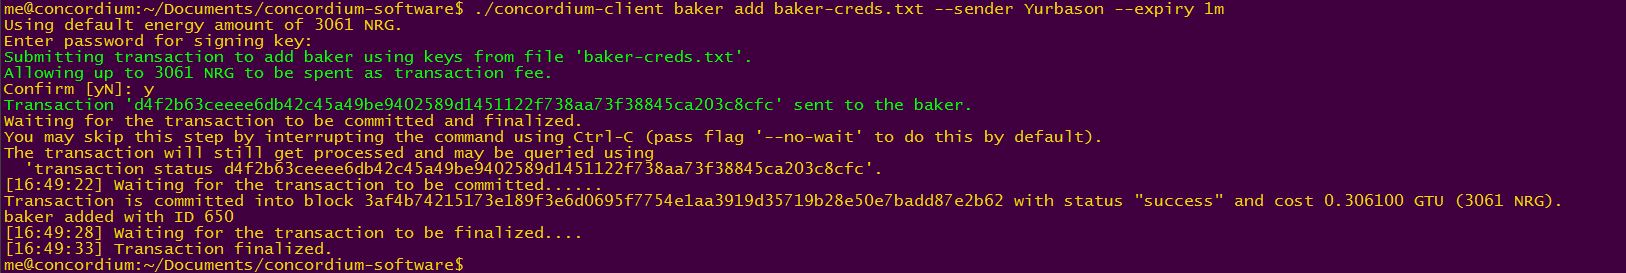 me@concordium:~/Documents/concordium-software$ ./concordium-client baker add baker-creds.txt --sender Yurbason --expiry 1m
Using default energy amount of 3061 NRG.
Enter password for signing key:
Submitting transaction to add baker using keys from file 'baker-creds.txt'.
Allowing up to 3061 NRG to be spent as transaction fee.
Confirm [yN]: y
Transaction 'd4f2b63ceeee6db42c45a49be9402589d1451122f738aa73f38845ca203c8cfc' sent to the baker.
Waiting for the transaction to be committed and finalized.
You may skip this step by interrupting the command using Ctrl-C (pass flag '--no-wait' to do this by default).
The transaction will still get processed and may be queried using
  'transaction status d4f2b63ceeee6db42c45a49be9402589d1451122f738aa73f38845ca203c8cfc'.
[16:49:22] Waiting for the transaction to be committed......
Transaction is committed into block 3af4b74215173e189f3e6d0695f7754e1aa3919d35719b28e50e7badd87e2b62 with status "success" and cost 0.306100 GTU (3061 NRG).
baker added with ID 650
[16:49:28] Waiting for the transaction to be finalized....
[16:49:33] Transaction finalized.
me@concordium:~/Documents/concordium-software$